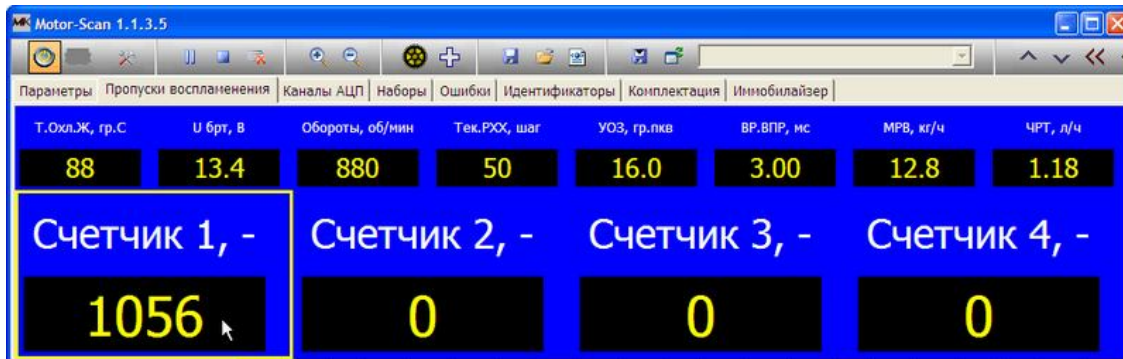 Motor-Scan 1.1.3.5
Параметры Пропуски воспламенения Каналы АЦП Наборы Ошибки Идентификаторы Комплектация Иммобилайзер
Т.Охл.Ж, гр.С U брт, В Обороты, об/мин Тек.РХХ, шаг УОЗ, гр.пкв ВР.ВПР, мс МРВ, кг/ч ЧРТ, л/ч
88 13.4 880 50 16.0 3.00 12.8 1.18
Счетчик 1, - Счетчик 2, - Счетчик 3, - Счетчик 4, -
1056 0 0 0